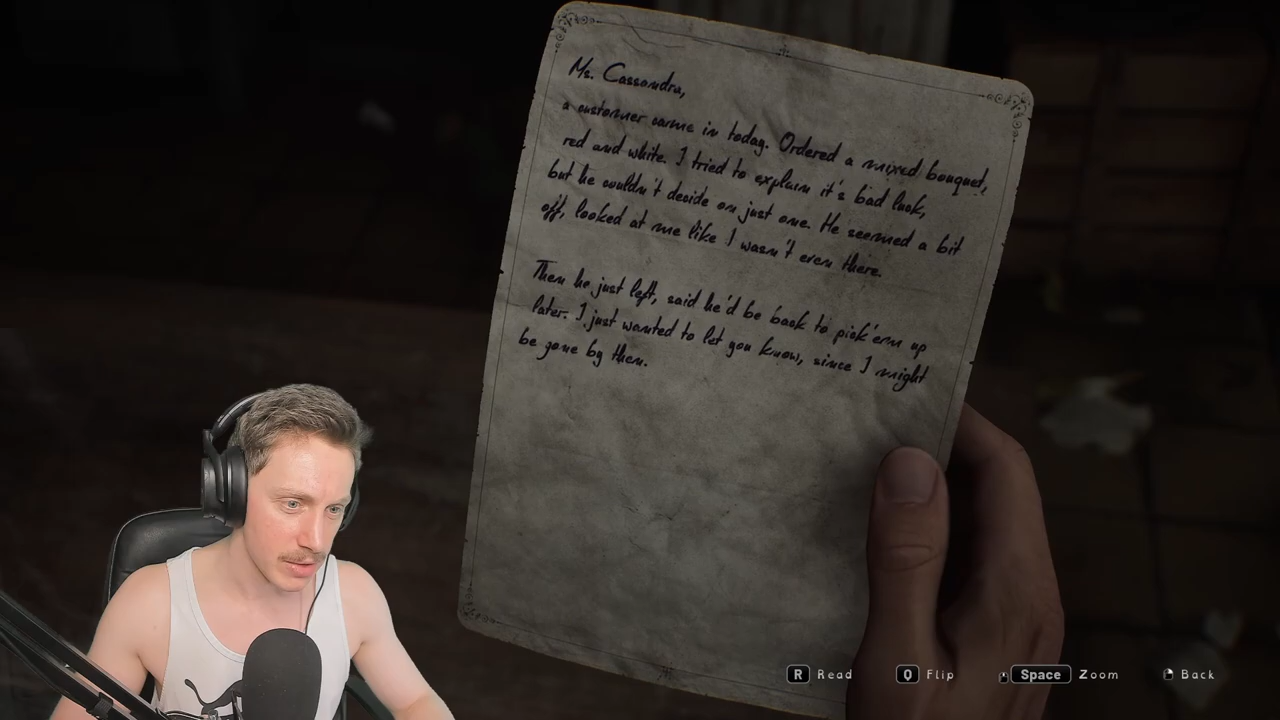 Ms. Cassandra,
a customer came in today. Ordered a mixed bouquet,
red and white. I tried to explain it's bad luck,
but he couldn't decide on just one. He seemed a bit
off, looked at me like I wasn't even there.
Then he just left, said he'd be back to pick'em up
later. I just wanted to let you know, since I might
be gone by then.
R Read
Q Flip
Space Zoom
Back